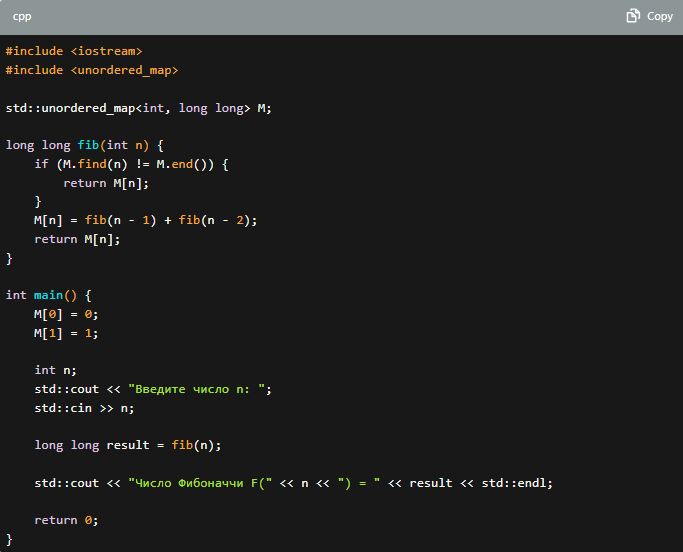 cpp
Copy
#include <iostream>
#include <unordered_map>
std::unordered_map<int, long long> M;
long long fib(int n) {
    if (M.find(n) != M.end()) {
        return M[n];
    }
    M[n] = fib(n - 1) + fib(n - 2);
    return M[n];
}
int main() {
    M[0] = 0;
    M[1] = 1;
    int n;
    std::cout << "Введите число n: ";
    std::cin >> n;
    long long result = fib(n);
    std::cout << "Число Фибоначчи F(" << n << ") = " << result << std::endl;
    return 0;
}